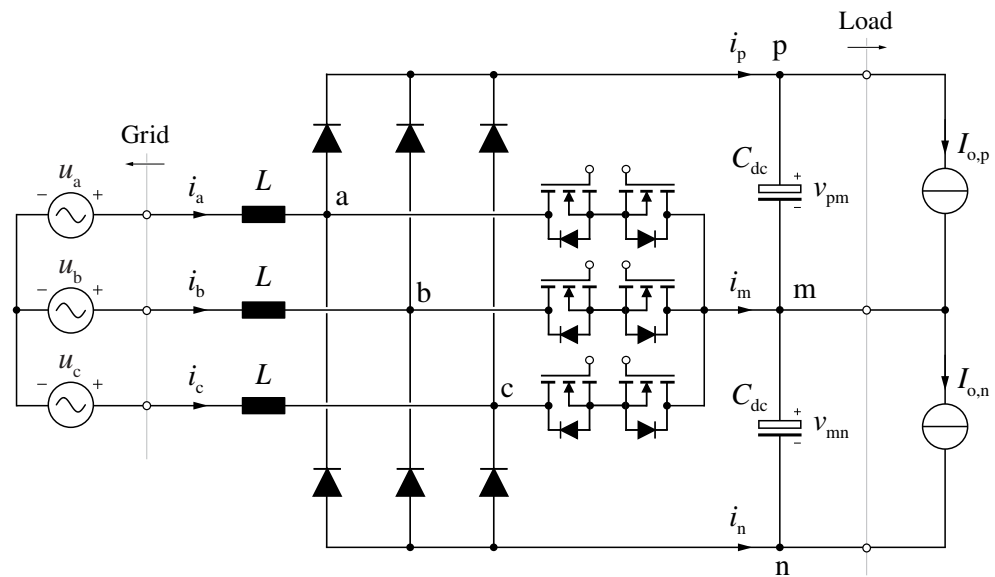 Load
i_p
p
Grid
I_o,p
u_a
− +
i_a
L
a
C_dc
+
−
v_pm
u_b
− +
i_b
L
b
i_m
m
u_c
− +
i_c
L
c
C_dc
+
−
v_mn
I_o,n
i_n
n